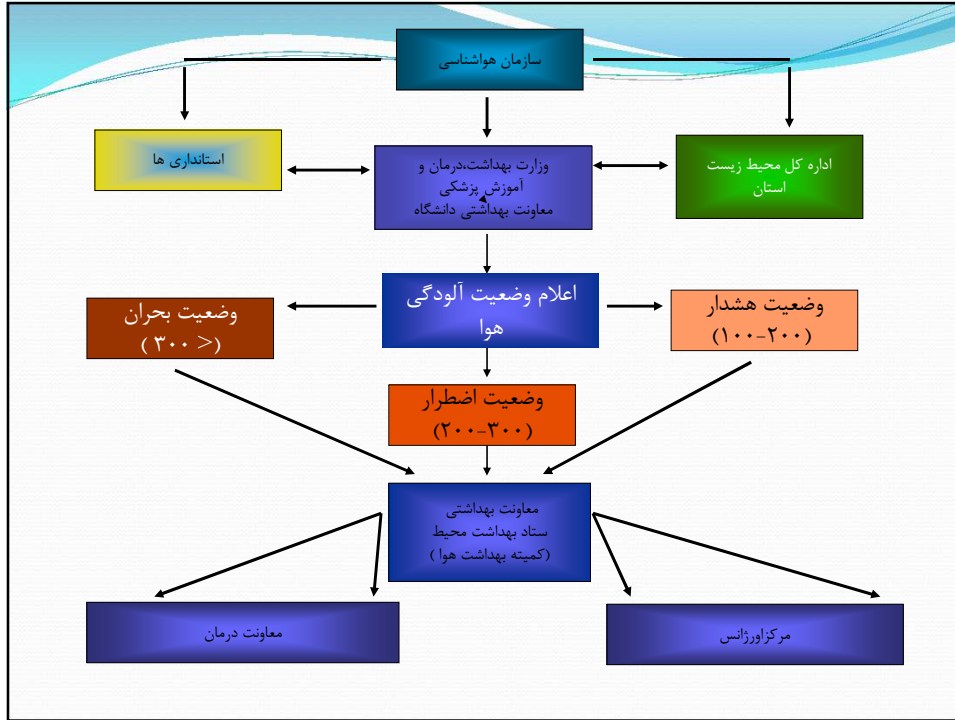 سازمان هواشناسی
اداره کل محیط زیست
استان
وزارت بهداشت،درمان و
آموزش پزشکی
معاونت بهداشتی دانشگاه
استانداری ها
وضعیت هشدار
(۱۰۰-۲۰۰)
اعلام وضعیت آلودگی
هوا
وضعیت بحران
(< ۳۰۰ )
وضعیت اضطرار
(۲۰۰-۳۰۰)
معاونت بهداشتی
ستاد بهداشت محیط
(کمیته بهداشت هوا )
مرکزاورژانس
معاونت درمان